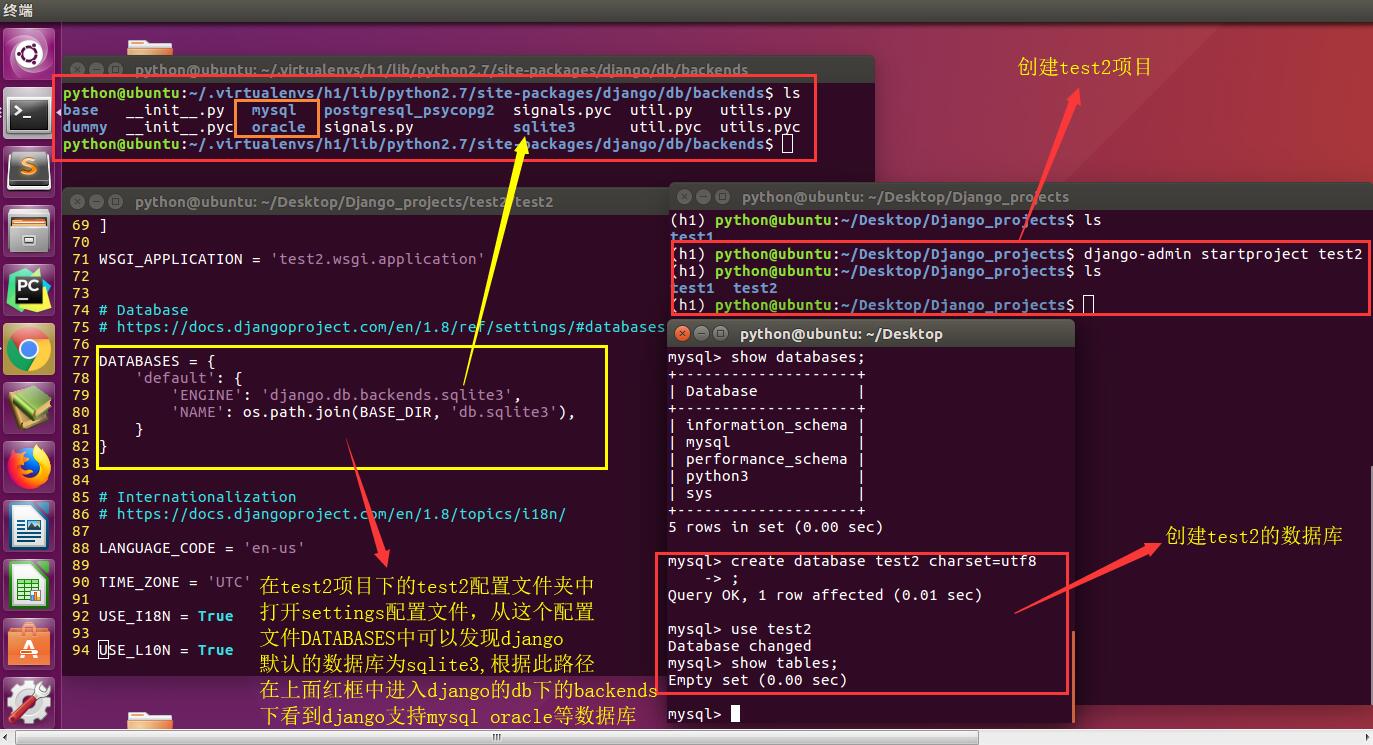 终端
python@ubuntu: ~/.virtualenvs/h1/lib/python2.7/site-packages/django/db/backends
python@ubuntu:~/.virtualenvs/h1/lib/python2.7/site-packages/django/db/backends$ ls
base __init__.py mysql postgresql_psycopg2 signals.pyc util.py utils.py
dummy __init__.pyc oracle signals.py sqlite3 util.pyc utils.pyc
python@ubuntu:~/.virtualenvs/h1/lib/python2.7/site-packages/django/db/backends$
创建test2项目
python@ubuntu: ~/Desktop/Django_projects/test2/test2
69 ]
70
71 WSGI_APPLICATION = 'test2.wsgi.application'
72
73
74 # Database
75 # https://docs.djangoproject.com/en/1.8/ref/settings/#databases
76
77 DATABASES = {
78 'default': {
79 'ENGINE': 'django.db.backends.sqlite3',
80 'NAME': os.path.join(BASE_DIR, 'db.sqlite3'),
81 }
82 }
83
84
85 # Internationalization
86 # https://docs.djangoproject.com/en/1.8/topics/i18n/
87
88 LANGUAGE_CODE = 'en-us'
89
90 TIME_ZONE = 'UTC'
91
92 USE_I18N = True
93
94 USE_L10N = True
在test2项目下的test2配置文件夹中
打开settings配置文件，从这个配置
文件DATABASES中可以发现django
默认的数据库为sqlite3,根据此路径
在上面红框中进入django的db下的backends
下看到django支持mysql oracle等数据库
python@ubuntu: ~/Desktop/Django_projects
(h1) python@ubuntu:~/Desktop/Django_projects$ ls
test1
(h1) python@ubuntu:~/Desktop/Django_projects$ django-admin startproject test2
(h1) python@ubuntu:~/Desktop/Django_projects$ ls
test1 test2
(h1) python@ubuntu:~/Desktop/Django_projects$
python@ubuntu: ~/Desktop
mysql> show databases;
+--------------------+
| Database |
+--------------------+
| information_schema |
| mysql |
| performance_schema |
| python3 |
| sys |
+--------------------+
5 rows in set (0.00 sec)
mysql> create database test2 charset=utf8
-> ;
Query OK, 1 row affected (0.01 sec)
mysql> use test2
Database changed
mysql> show tables;
Empty set (0.00 sec)
mysql>
创建test2的数据库
PC